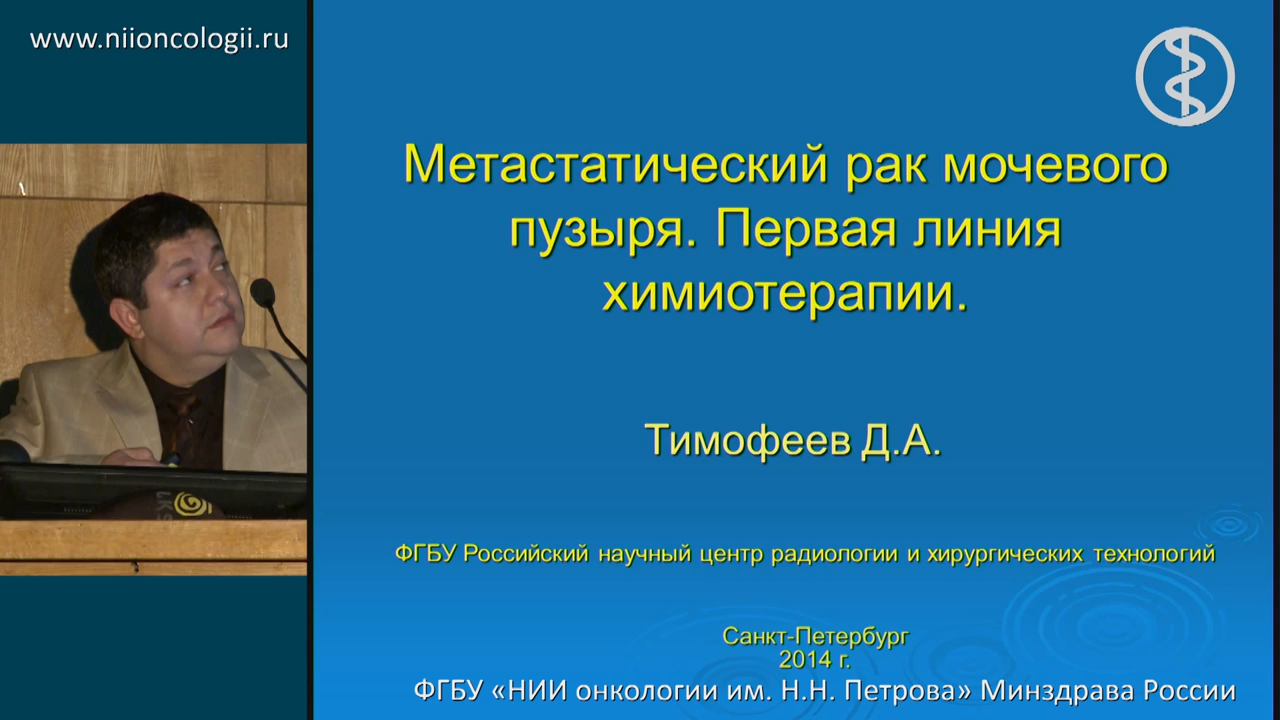 www.niioncologii.ru
Метастатический рак мочевого
пузыря. Первая линия
химиотерапии.
Тимофеев Д.А.
ФГБУ Российский научный центр радиологии и хирургических технологий
Санкт-Петербург
2014 г.
ФГБУ «НИИ онкологии им. Н.Н. Петрова» Минздрава России